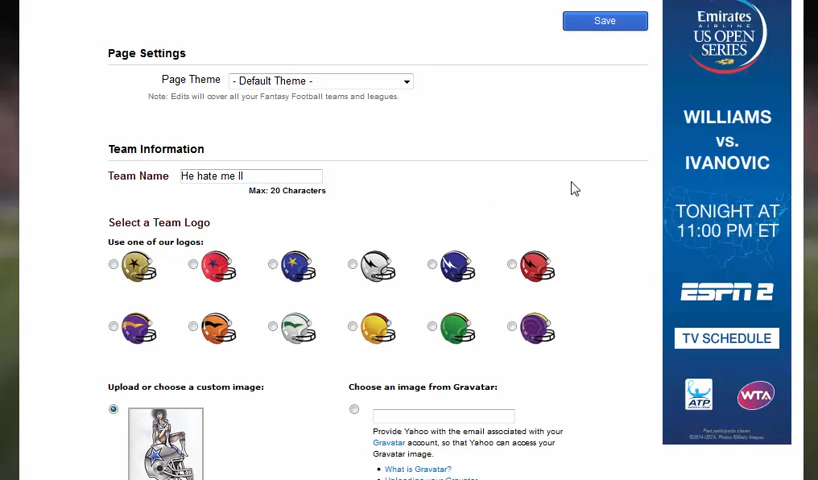 Save
Page Settings
Page Theme
- Default Theme -
Note: Edits will cover all your Fantasy Football teams and leagues.
Team Information
Team Name
He hate me II
Max: 20 Characters
Select a Team Logo
Use one of our logos:
Upload or choose a custom image:
Choose an image from Gravatar:
Provide Yahoo with the email associated with your
Gravatar account, so that Yahoo can access your
Gravatar image.
• What is Gravatar?
Emirates
AIRLINE
US OPEN
SERIES
WILLIAMS
vs.
IVANOVIC
TONIGHT AT
11:00 PM ET
ESPN 2
TV SCHEDULE
ATP
WTA